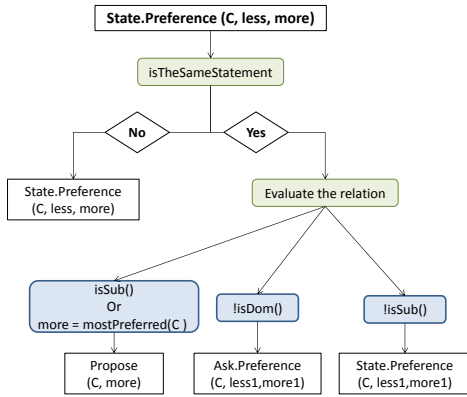 State.Preference (C, less, more)
isTheSameStatement
No
Yes
State.Preference
(C, less, more)
Evaluate the relation
isSub()
Or
more = mostPreferred(C )
!isDom()
!isSub()
Propose
(C, more)
Ask.Preference
(C, less1,more1)
State.Preference
(C, less1,more1)